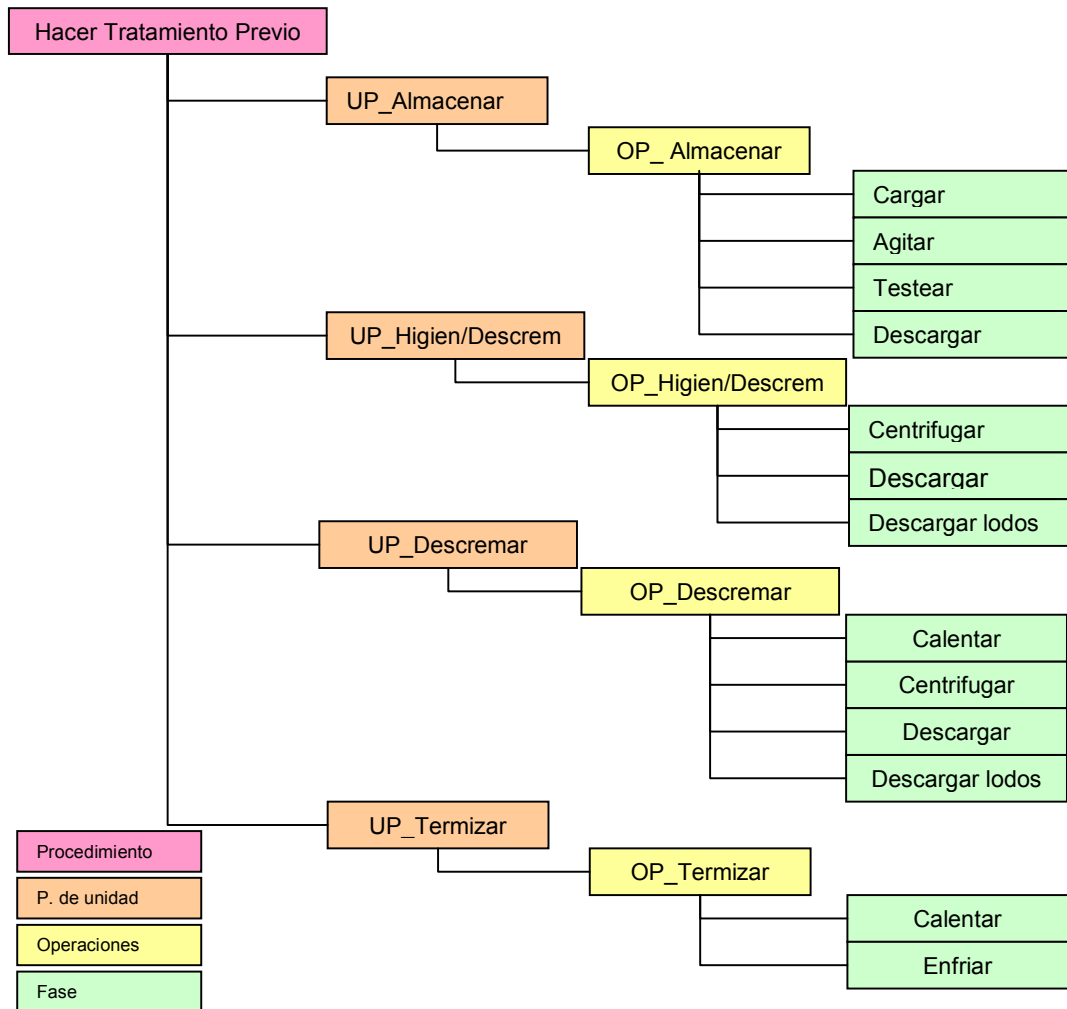 Hacer Tratamiento Previo
UP_Almacenar
OP_ Almacenar
Cargar
Agitar
Testear
Descargar
UP_Higien/Descrem
OP_Higien/Descrem
Centrifugar
Descargar
Descargar lodos
UP_Descremar
OP_Descremar
Calentar
Centrifugar
Descargar
Descargar lodos
UP_Termizar
OP_Termizar
Calentar
Enfriar
Procedimiento
P. de unidad
Operaciones
Fase